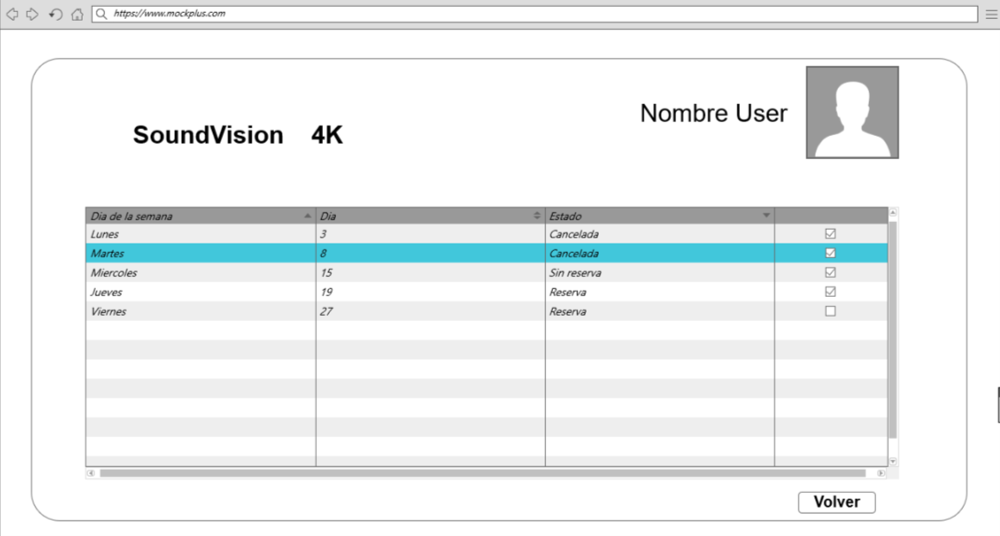 https://www.mockplus.com
Nombre User
SoundVision 4K
Dia de la semana Dia Estado
Lunes 3 Cancelada
Martes 8 Cancelada
Miercoles 15 Sin reserva
Jueves 19 Reserva
Viernes 27 Reserva
Volver